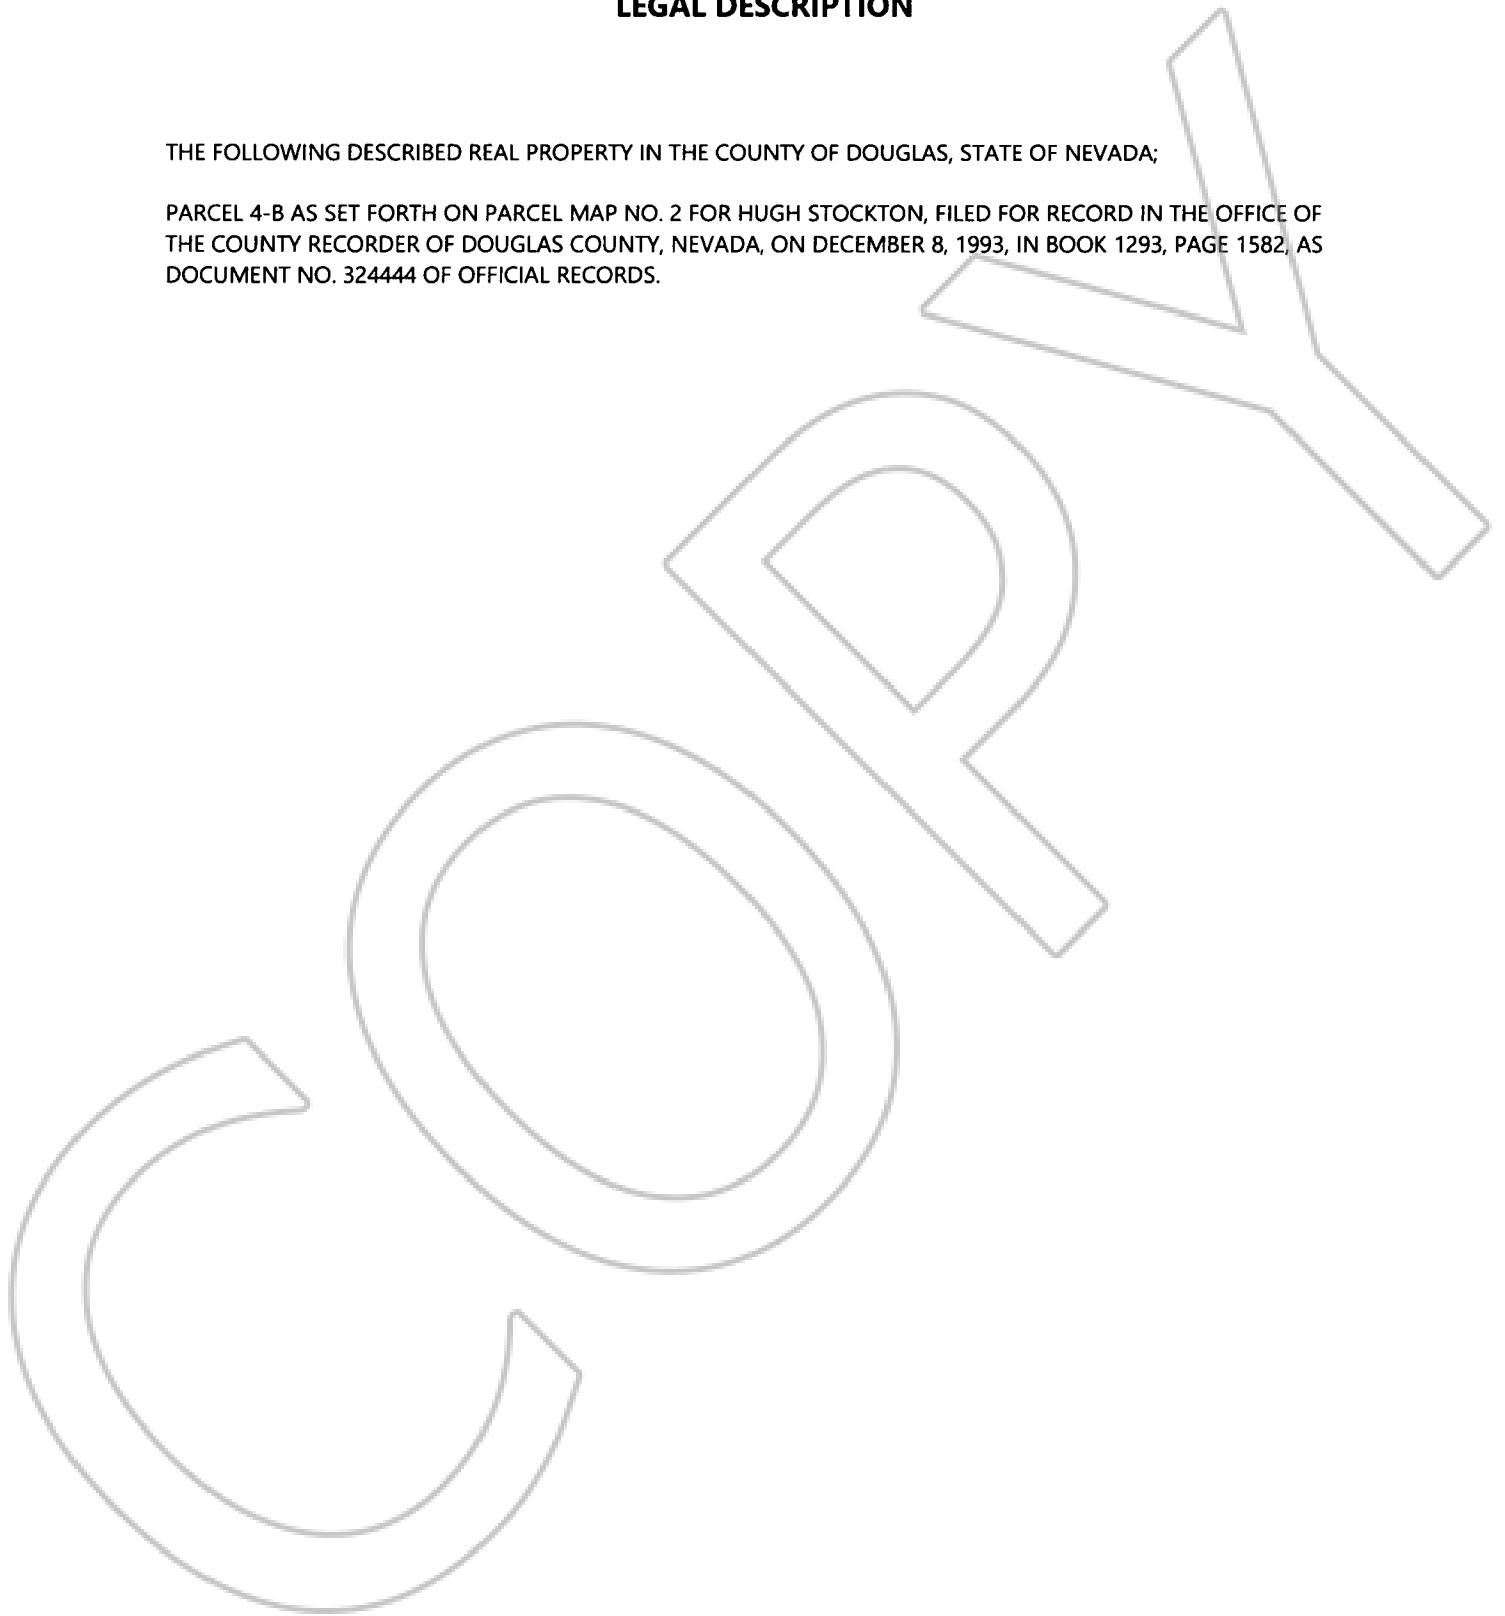 LEGAL DESCRIPTION
THE FOLLOWING DESCRIBED REAL PROPERTY IN THE COUNTY OF DOUGLAS, STATE OF NEVADA;
PARCEL 4-B AS SET FORTH ON PARCEL MAP NO. 2 FOR HUGH STOCKTON, FILED FOR RECORD IN THE OFFICE OF
THE COUNTY RECORDER OF DOUGLAS COUNTY, NEVADA, ON DECEMBER 8, 1993, IN BOOK 1293, PAGE 1582, AS
DOCUMENT NO. 324444 OF OFFICIAL RECORDS.
COPY